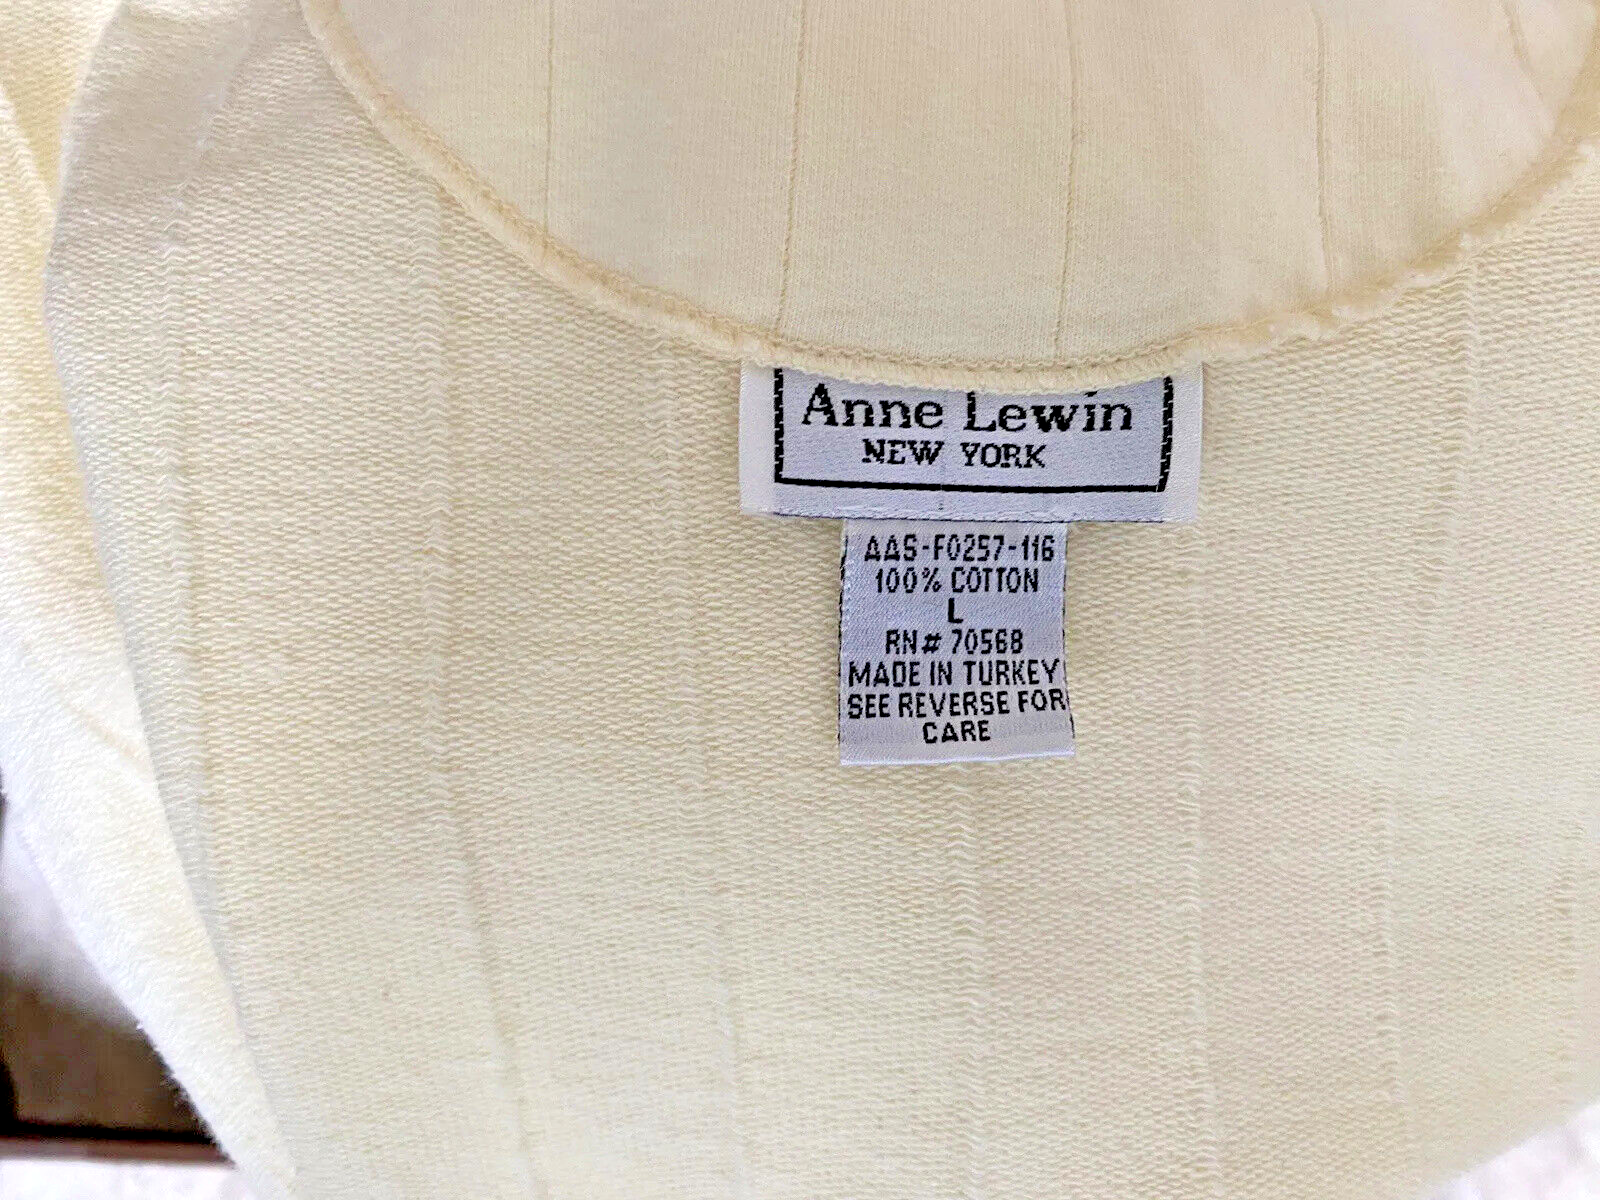 Anne Lewin
NEW YORK
AAS-F0257-116
100% COTTON
L
RN# 70568
MADE IN TURKEY
SEE REVERSE FOR
CARE